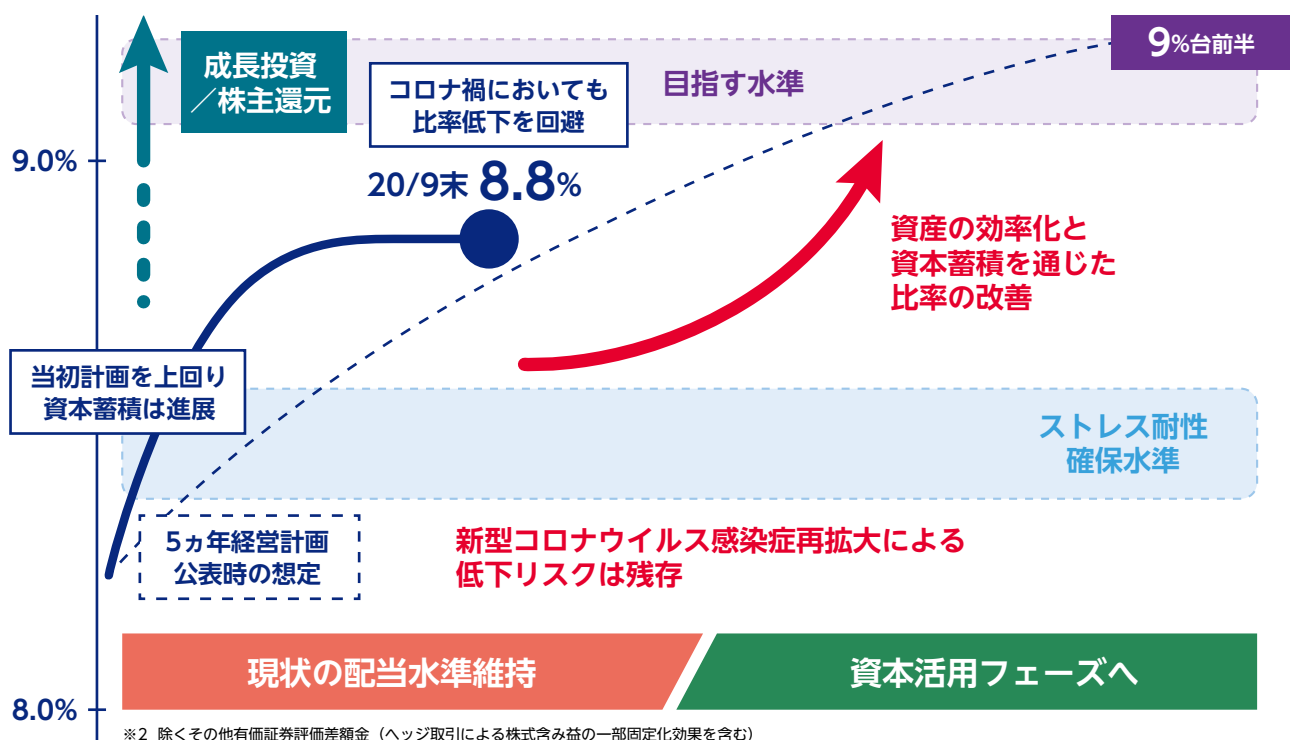 9%台前半
成長投資
／株主還元
コロナ禍においても
比率低下を回避
目指す水準
9.0%
20/9末 8.8%
資産の効率化と
資本蓄積を通じた
比率の改善
当初計画を上回り
資本蓄積は進展
ストレス耐性
確保水準
5ヵ年経営計画
公表時の想定
新型コロナウイルス感染症再拡大による
低下リスクは残存
現状の配当水準維持
資本活用フェーズへ
8.0%
※2 除くその他有価証券評価差額金（ヘッジ取引による株式含み益の一部固定化効果を含む）